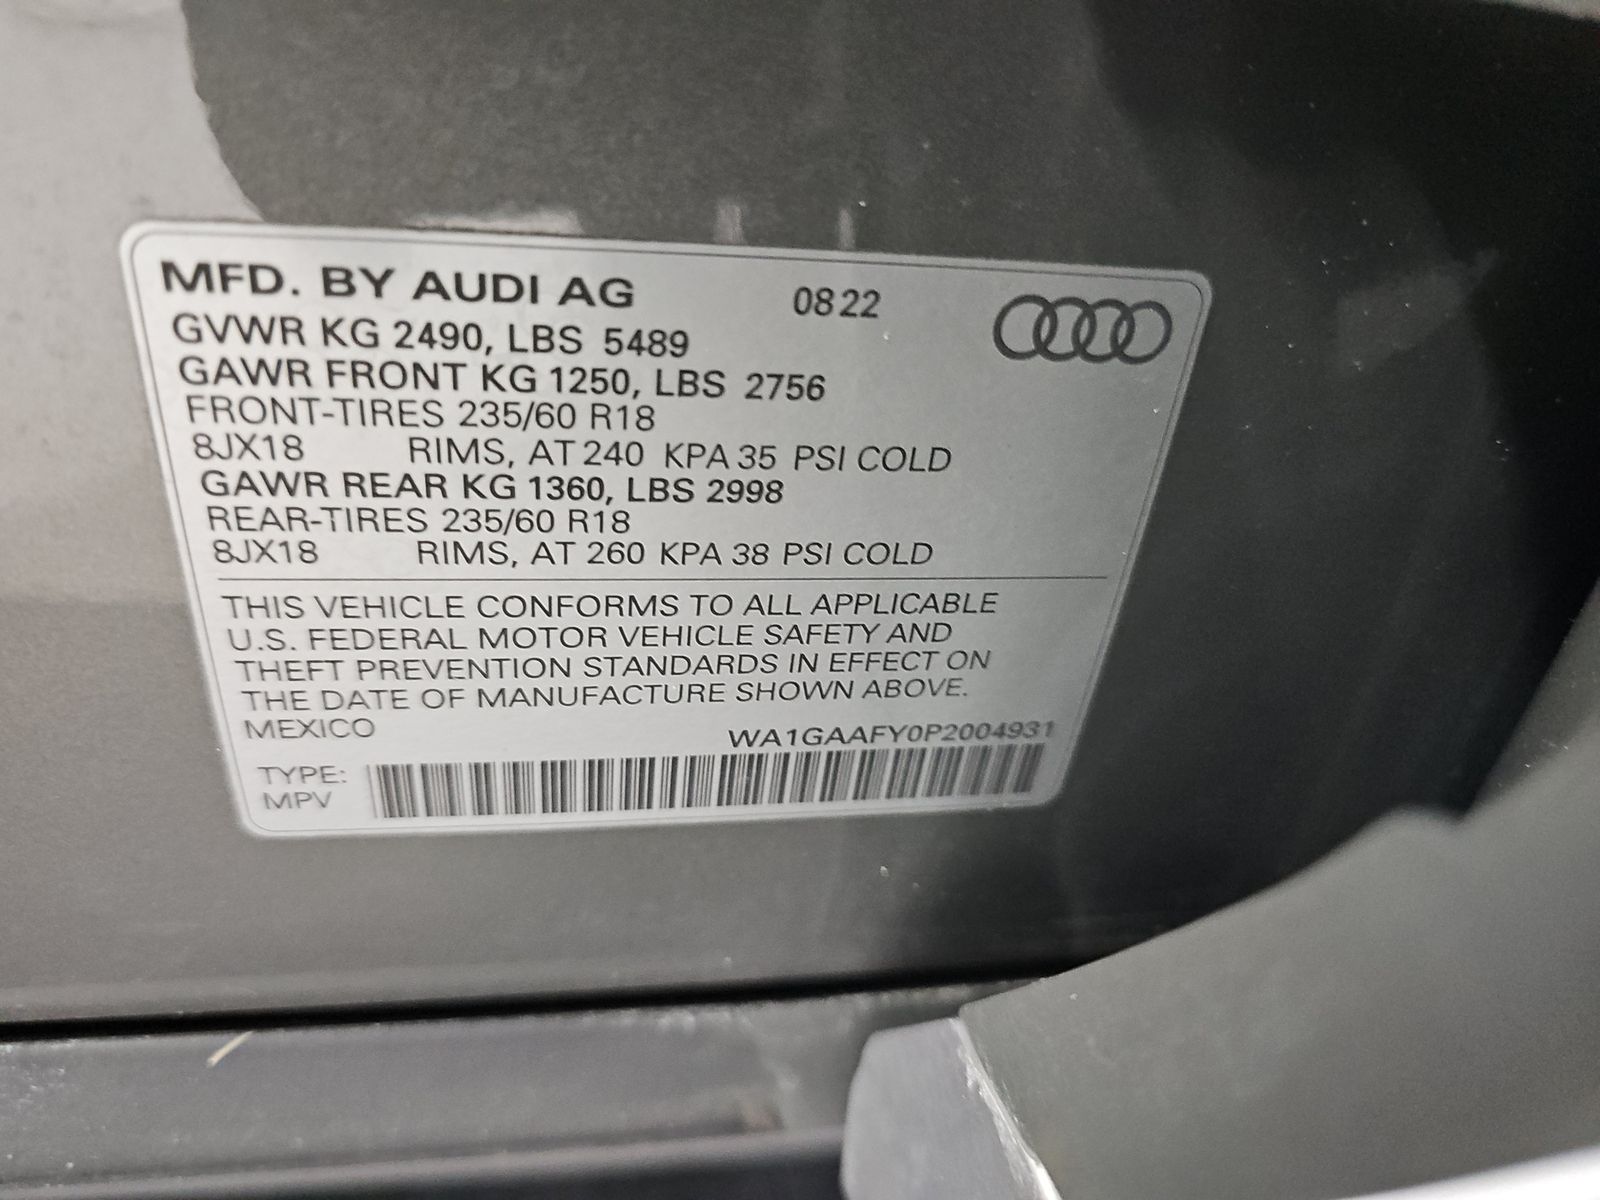 MFD. BY AUDI AG 0822
GVWR KG 2490, LBS 5489
GAWR FRONT KG 1250, LBS 2756
FRONT-TIRES 235/60 R18
8JX18 RIMS, AT 240 KPA 35 PSI COLD
GAWR REAR KG 1360, LBS 2998
REAR-TIRES 235/60 R18
8JX18 RIMS, AT 260 KPA 38 PSI COLD
THIS VEHICLE CONFORMS TO ALL APPLICABLE
U.S. FEDERAL MOTOR VEHICLE SAFETY AND
THEFT PREVENTION STANDARDS IN EFFECT ON
THE DATE OF MANUFACTURE SHOWN ABOVE.
MEXICO WA1GAAFY0P2004931
TYPE:
MPV